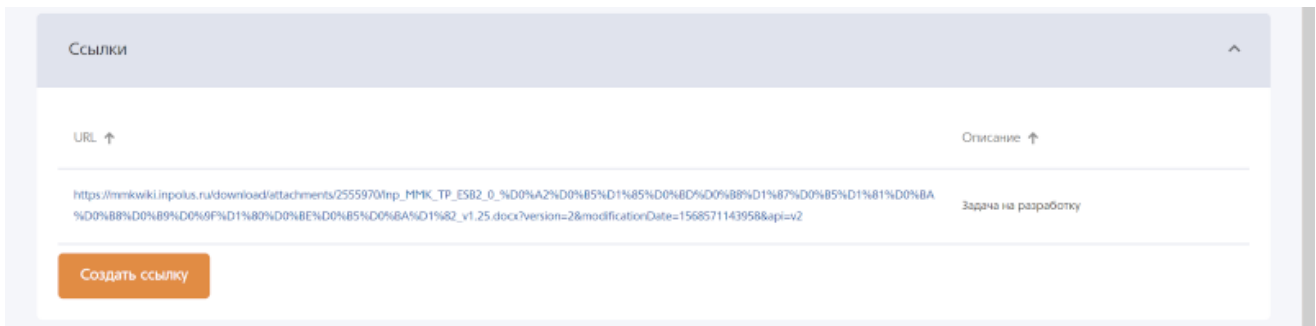 Ссылки
URL Описание
https://mmkwiki.inpolus.ru/download/attachments/2555970/Inp_MMK_TP_ESB2_0_%D0%A2%D0%B5%D1%85%D0%BD%D0%B8%D1%87%D0%B5%D1%81%D0%BA
%D0%B8%D0%B9%D0%9F%D1%80%D0%BE%D0%B5%D0%BA%D1%82_v1.25.docx?version=2&modificationDate=1568571143958&api=v2
Задача на разработку
Создать ссылку